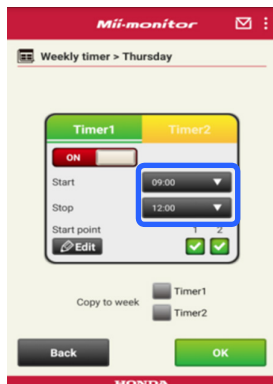 Mii-monitor
Weekly timer > Thursday
Timer1 Timer2
ON
Start 09:00
Stop 12:00
Start point 1 2
Edit
Copy to week Timer1
Timer2
Back OK
HONDA